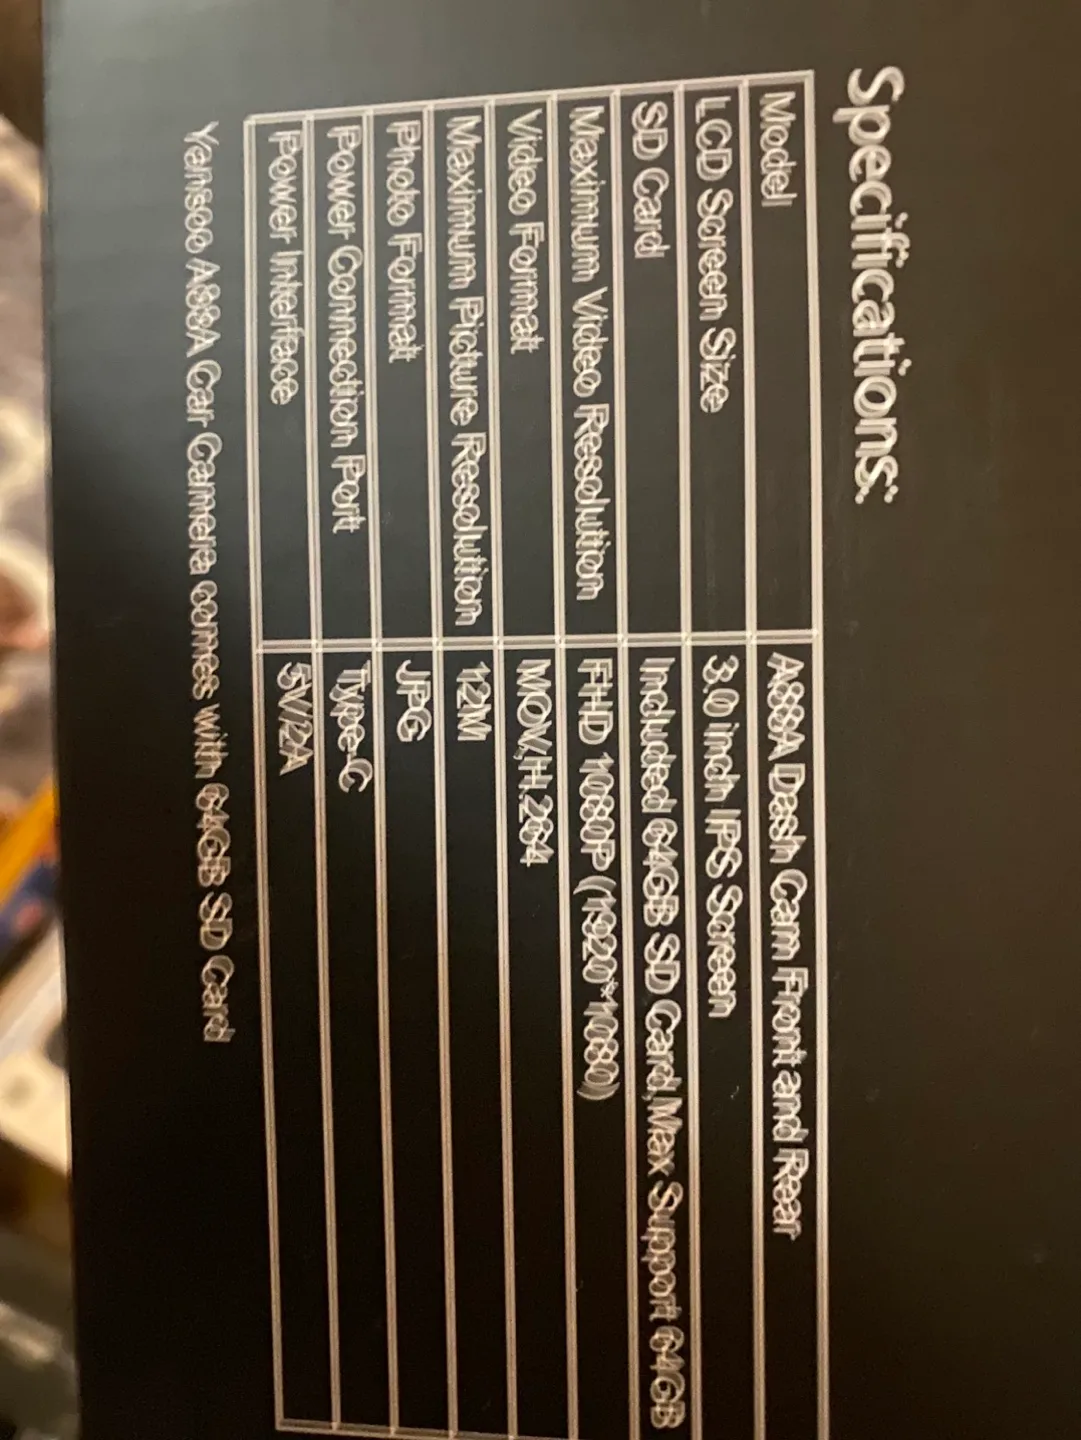 Specifications:
Model A88A Dash Cam Front and Rear
LCD Screen Size 3.0 inch IPS Screen
SD Card Included 64GB SD Card,Max Support 64GB
Maximum Video Resolution FHD 1080P (1920*1080)
Video Format MOV,H.264
Maximum Picture Resolution 12M
Photo Format JPG
Power Connection Port Type-C
Power Interface 5V/2A
Yansoo A88A Car Camera comes with 64GB SD Card